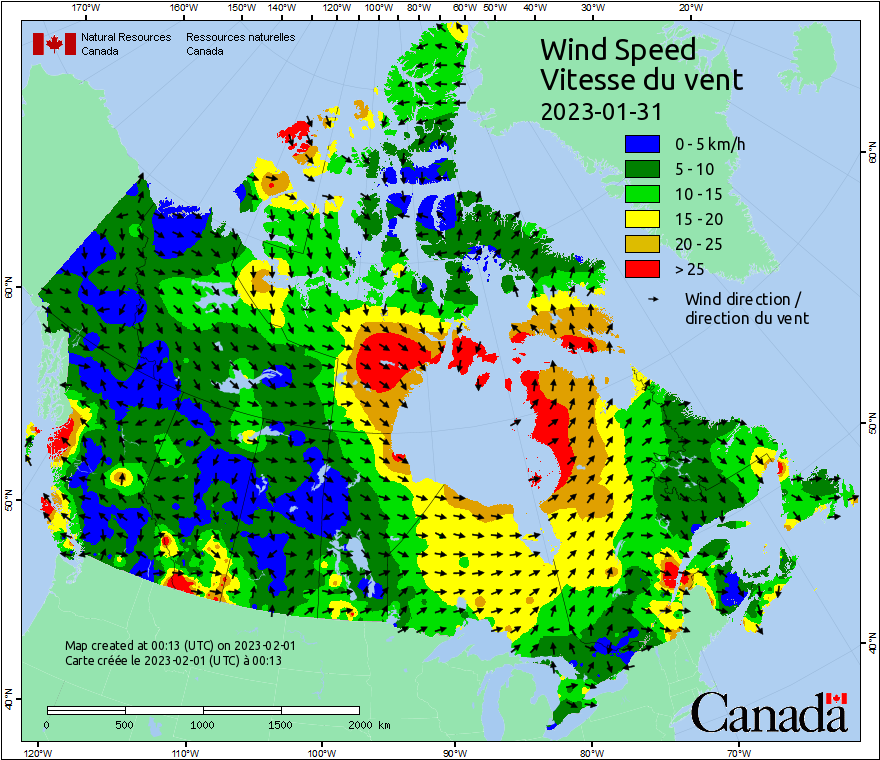 170°W 160°W 150°W 140°W 130°W 120°W 110°W 100°W 90°W 80°W 70°W 60°W 50°W 40°W 30°W 20°W
Natural Resources Canada
Ressources naturelles Canada
Wind Speed
Vitesse du vent
2023-01-31
0 - 5 km/h
5 - 10
10 - 15
15 - 20
20 - 25
> 25
Wind direction /
direction du vent
60°N
50°N
40°N
60°N
50°N
40°N
Map created at 00:13 (UTC) on 2023-02-01
Carte créée le 2023-02-01 (UTC) à 00:13
0 500 1000 1500 2000 km
Canada
120°W 110°W 100°W 90°W 80°W 70°W